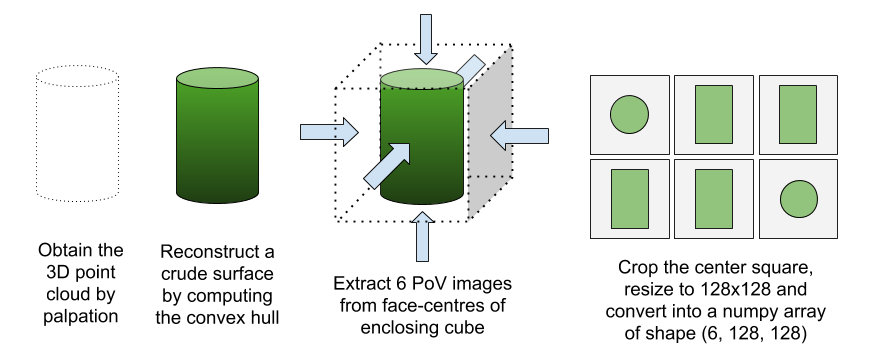 Obtain the
3D point
cloud by
palpation
Reconstruct a
crude surface
by computing
the convex hull
Extract 6 PoV images
from face-centres of
enclosing cube
Crop the center square,
resize to 128x128 and
convert into a numpy array
of shape (6, 128, 128)